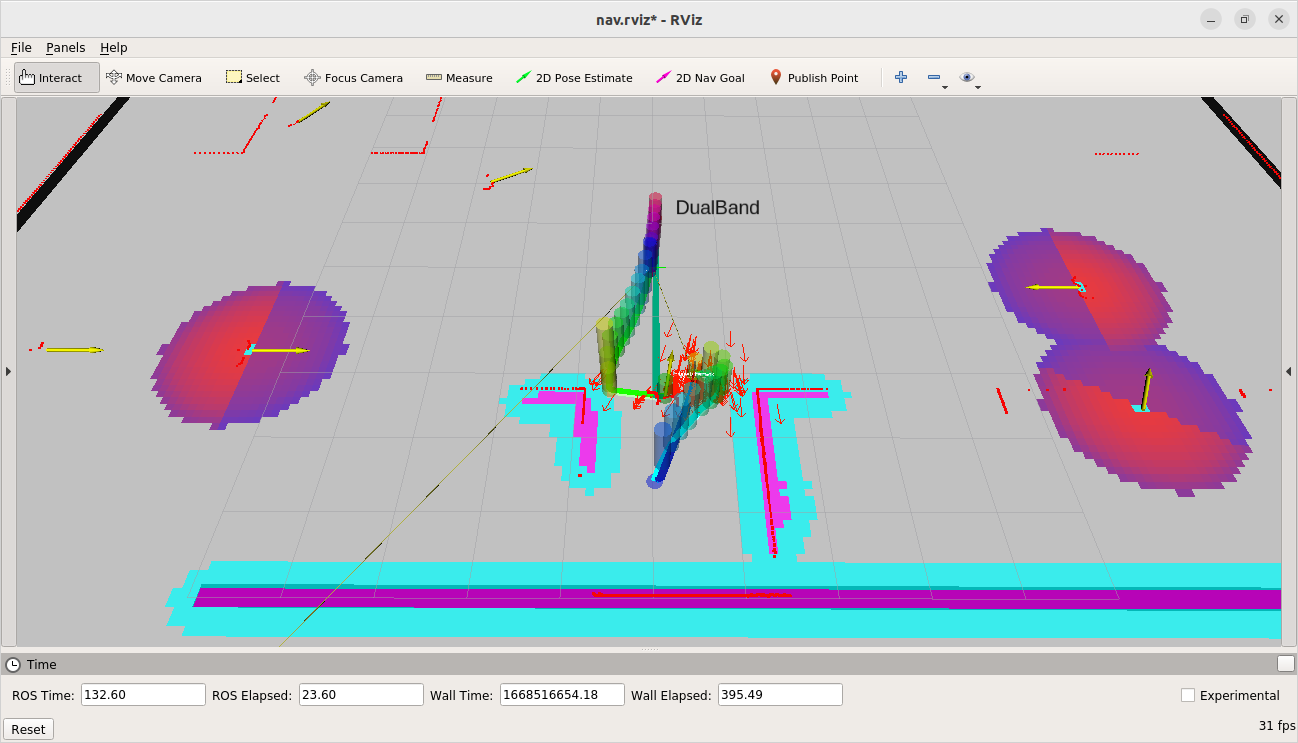 nav.rviz* - RViz
File Panels Help
Interact Move Camera Select Focus Camera Measure 2D Pose Estimate 2D Nav Goal Publish Point
DualBand
Time
ROS Time: 132.60 ROS Elapsed: 23.60 Wall Time: 1668516654.18 Wall Elapsed: 395.49 Experimental
Reset 31 fps